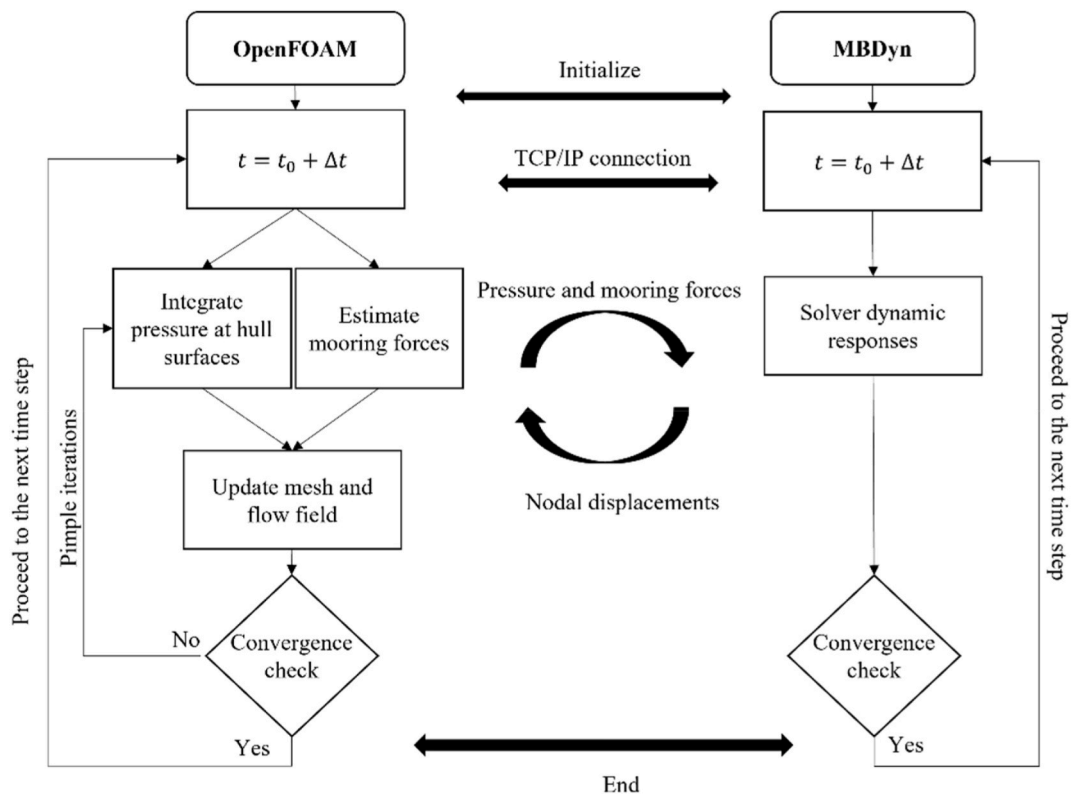 OpenFOAM
MBDyn
Initialize
t = t₀ + Δt
TCP/IP connection
t = t₀ + Δt
Integrate
pressure at hull
surfaces
Estimate
mooring forces
Pressure and mooring forces
Solver dynamic
responses
Proceed to the next time step
Pimple iterations
Proceed to the next time step
Update mesh and
flow field
Nodal displacements
No
Convergence
check
Convergence
check
Yes
Yes
End